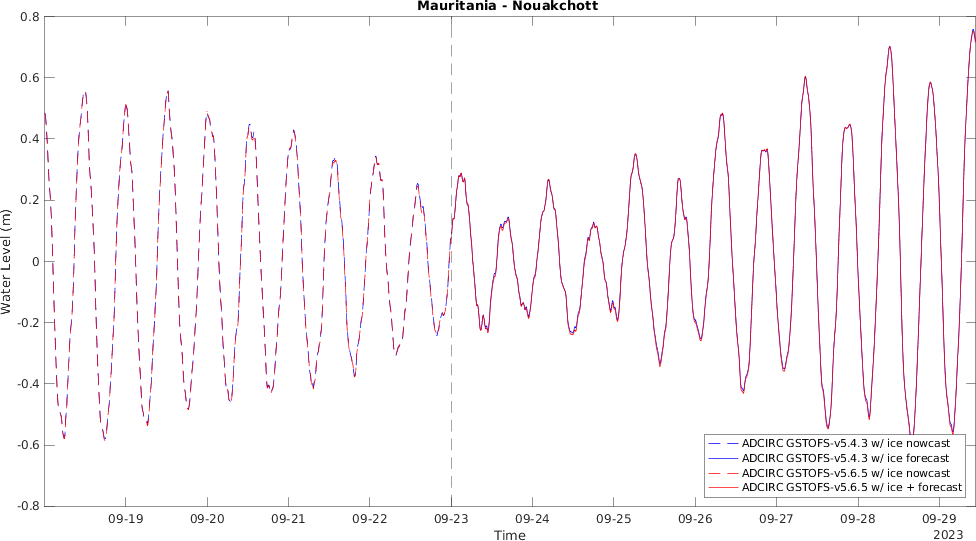 Mauritania - Nouakchott
0.8
0.6
0.4
0.2
0
-0.2
-0.4
-0.6
-0.8
Water Level (m)
09-19 09-20 09-21 09-22 09-23 09-24 09-25 09-26 09-27 09-28 09-29
2023
Time
ADCIRC GSTOFS-v5.4.3 w/ ice nowcast
ADCIRC GSTOFS-v5.4.3 w/ ice forecast
ADCIRC GSTOFS-v5.6.5 w/ ice nowcast
ADCIRC GSTOFS-v5.6.5 w/ ice + forecast